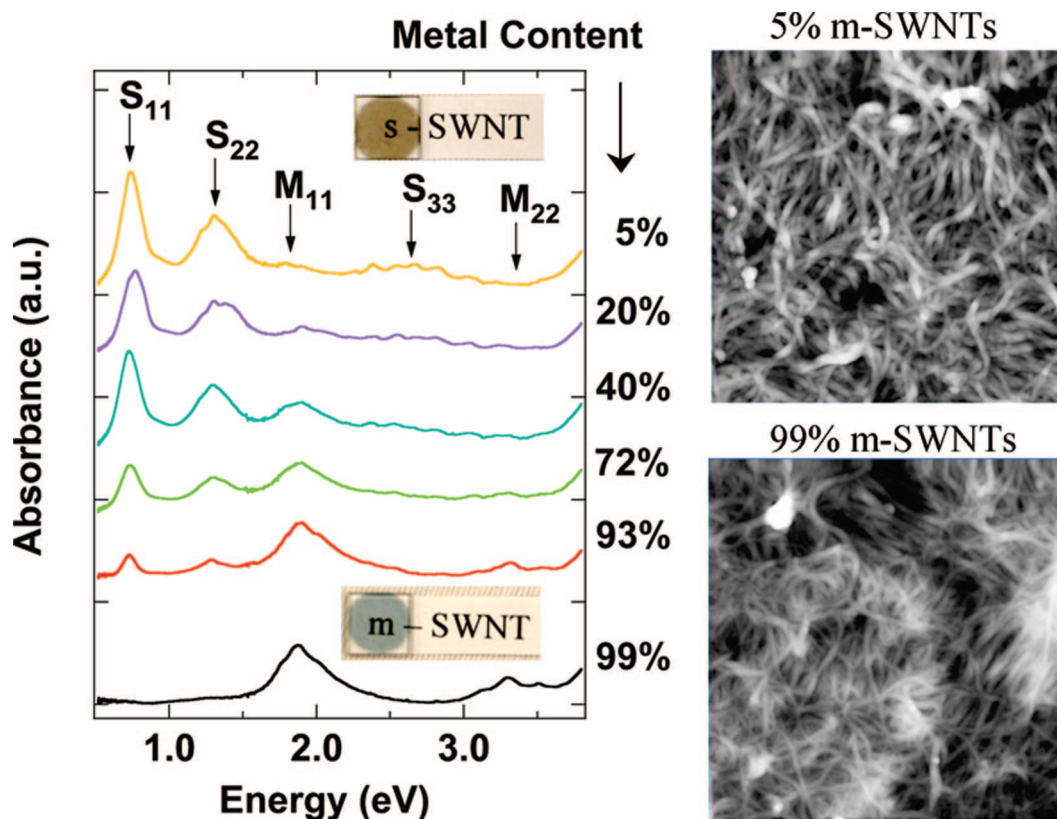 Metal Content
5% m-SWNTs
S11
S22
M11
S33
M22
s - SWNT
5%
20%
40%
72%
93%
99%
m - SWNT
99% m-SWNTs
Absorbance (a.u.)
1.0 2.0 3.0
Energy (eV)